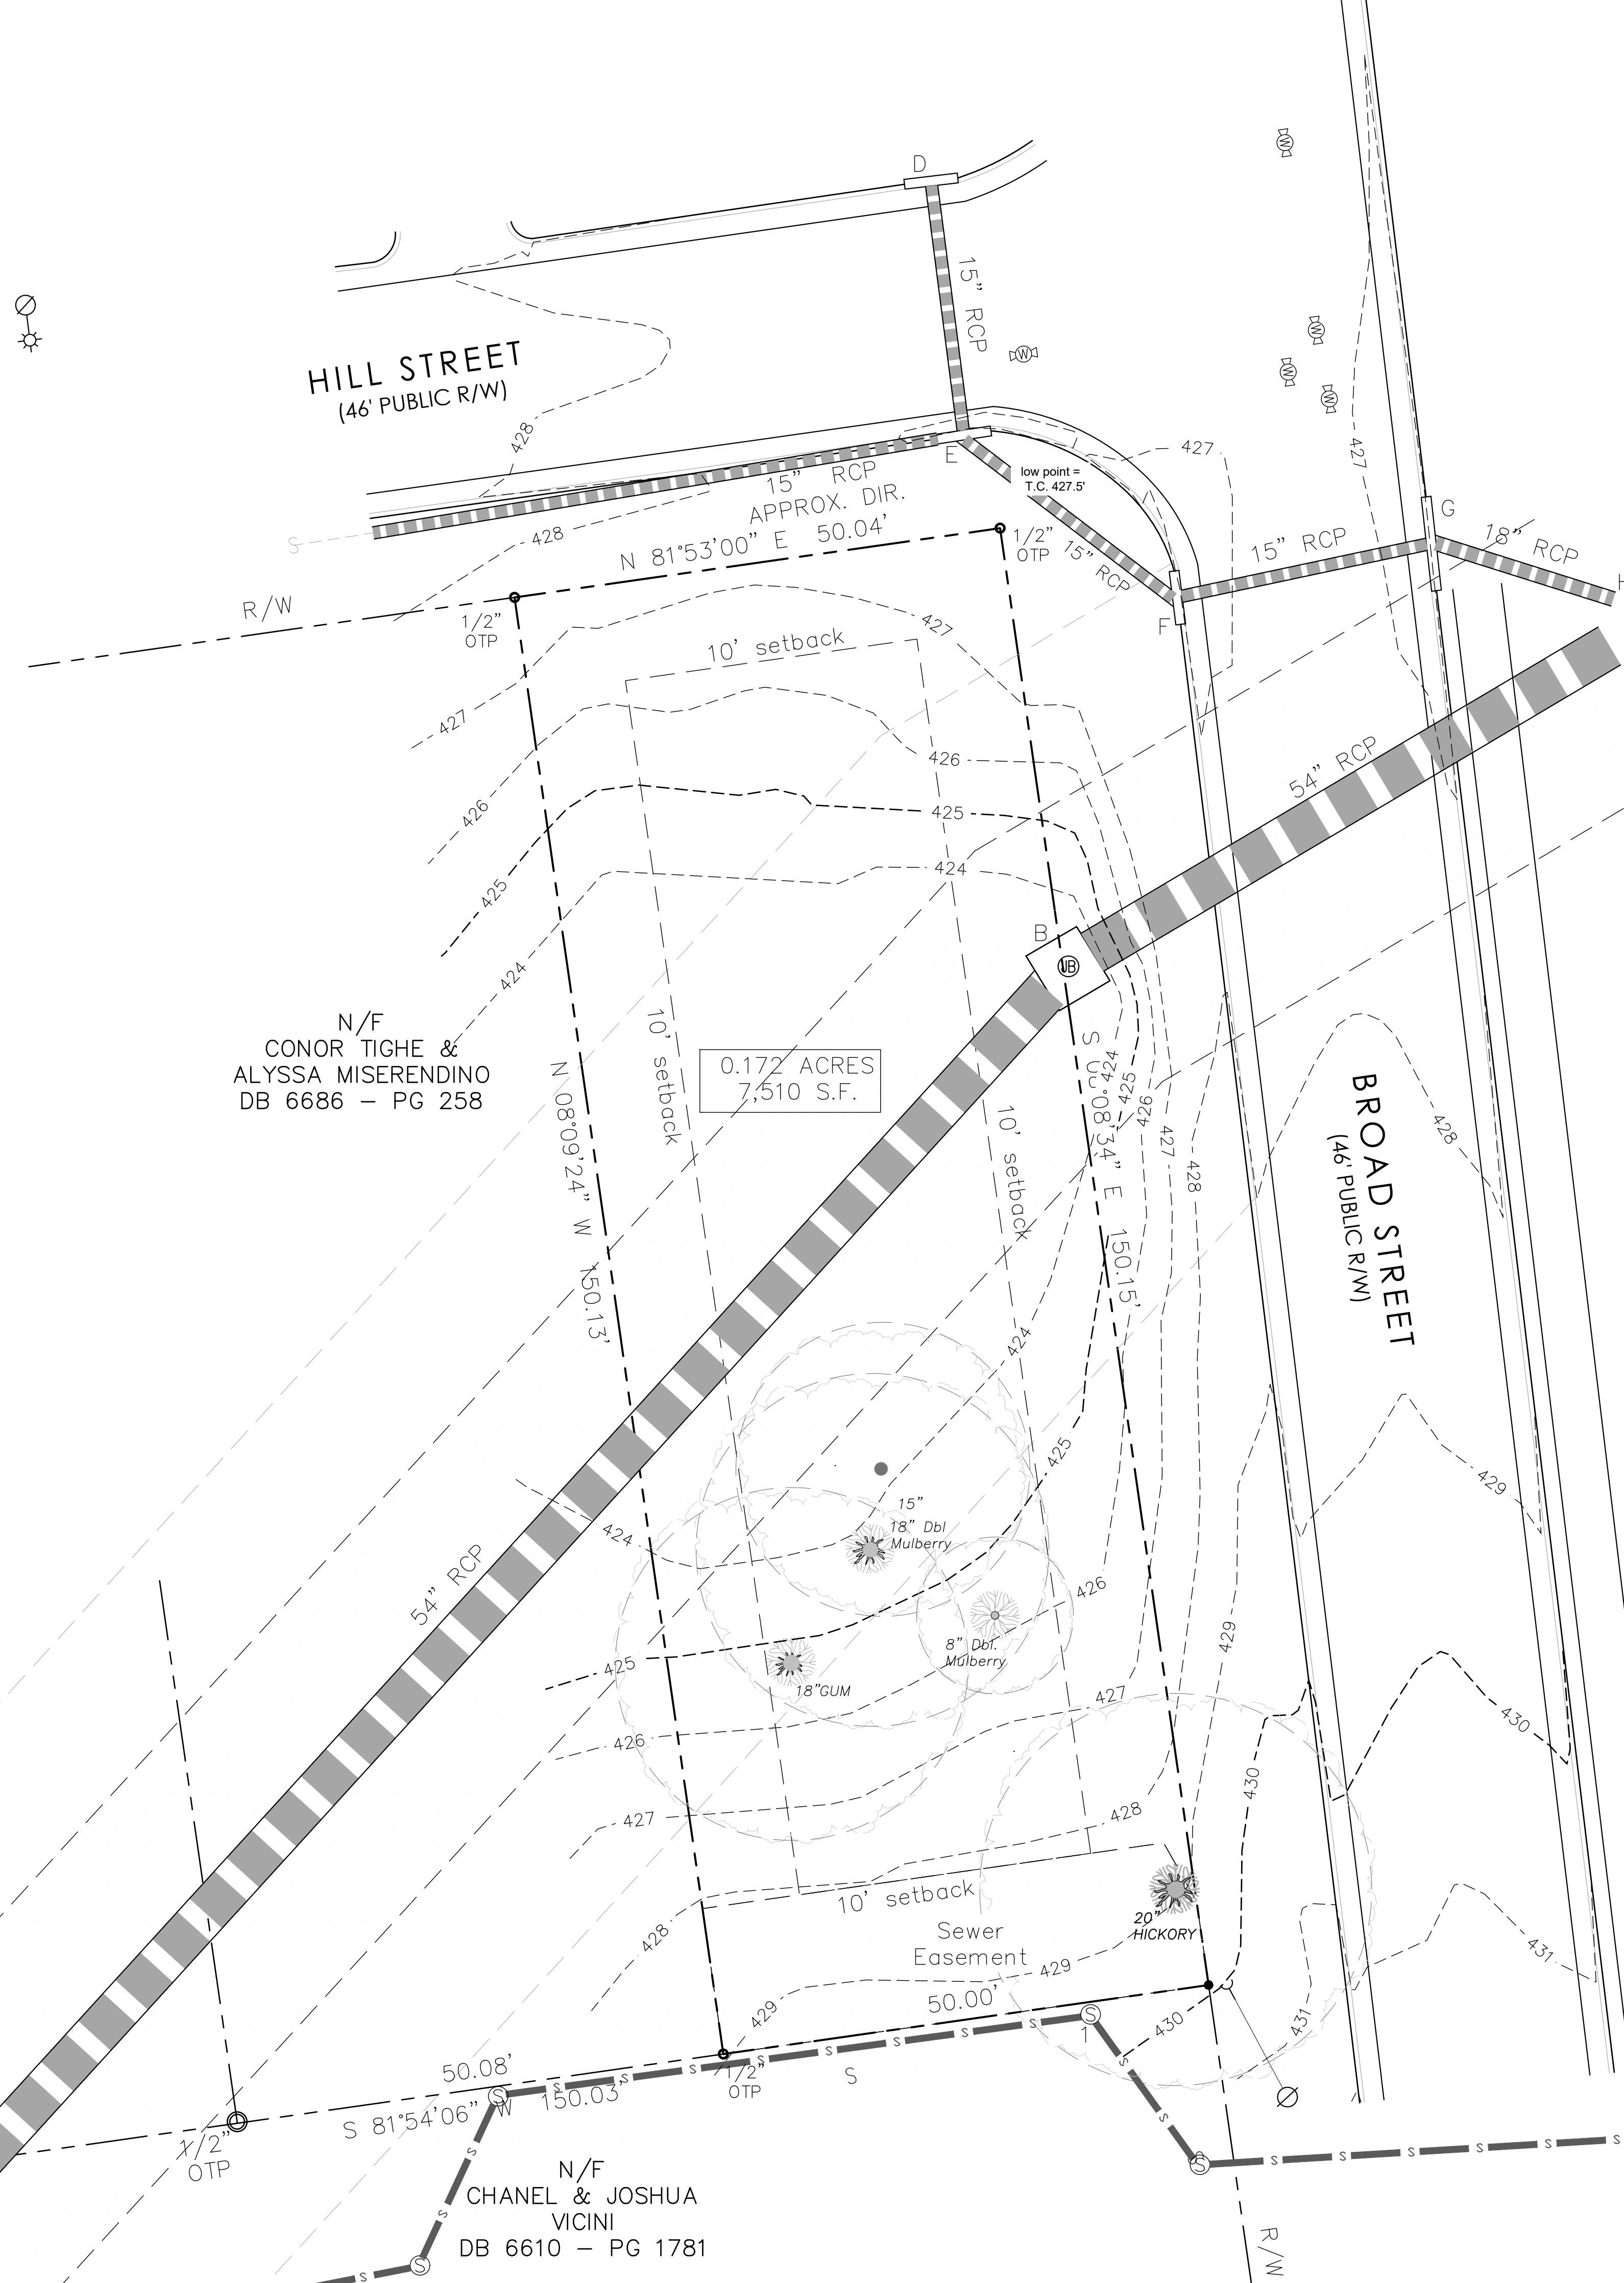 D
15" RCP
W
W
W
W
W
HILL STREET
(46' PUBLIC R/W)
428
E
15" RCP
APPROX. DIR.
low point =
T.C. 427.5'
427
427
G
18" RCP
H
15" RCP
15" RCP
F
S
428
N 81°53'00" E 50.04'
1/2"
OTP
R/W
1/2"
OTP
10' setback
427
427
426
426
425
425
424
424
54" RCP
B
JB
N/F
CONOR TIGHE &
ALYSSA MISERENDINO
DB 6686 – PG 258
N 08°09'24" W 150.13'
10' setback
0.172 ACRES
7,510 S.F.
10' setback
08'34" E 150.15'
424
425
426
427
428
BROAD STREET
(46' PUBLIC R/W)
428
424
425
429
15"
18" Dbl
Mulberry
424
54" RCP
426
8" Dbl.
Mulberry
425
18"GUM
429
427
430
426
430
427
428
10' setback
20"
HICKORY
428
Sewer
Easement
429
431
50.00'
429
430
431
S
1
S
1/2"
OTP
50.08'
S
S 81°54'06" W 150.03'
1/2"
OTP
S
N/F
CHANEL & JOSHUA
VICINI
DB 6610 – PG 1781
S
R/W